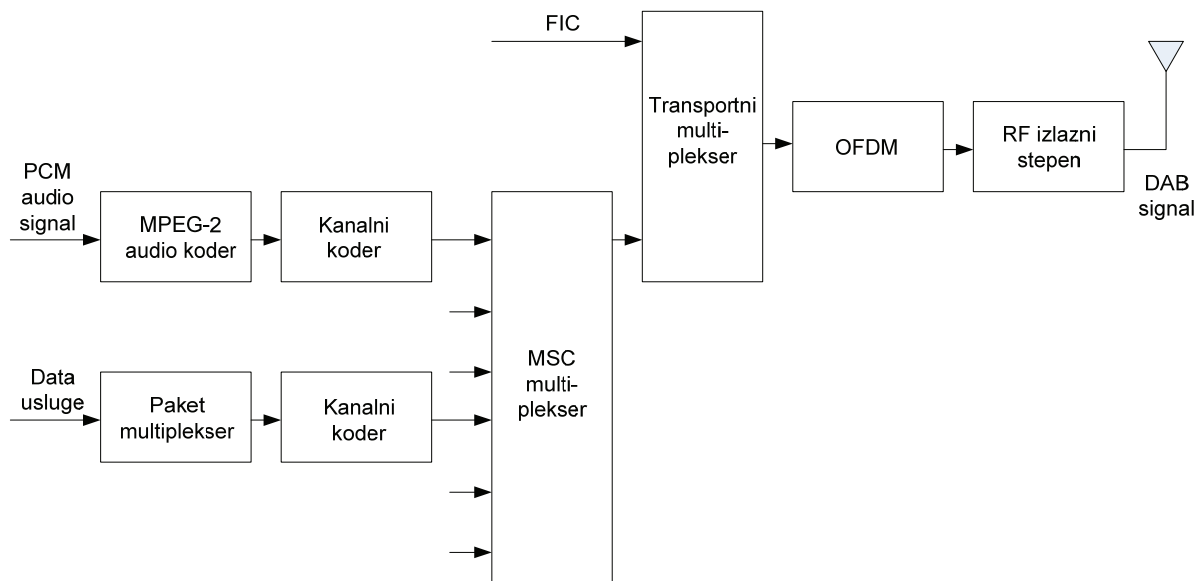 FIC
Transportni
multi-
plekser
OFDM
RF izlazni
stepen
DAB
signal
PCM
audio
signal
MPEG-2
audio koder
Kanalni
koder
MSC
multi-
plekser
Data
usluge
Paket
multiplekser
Kanalni
koder